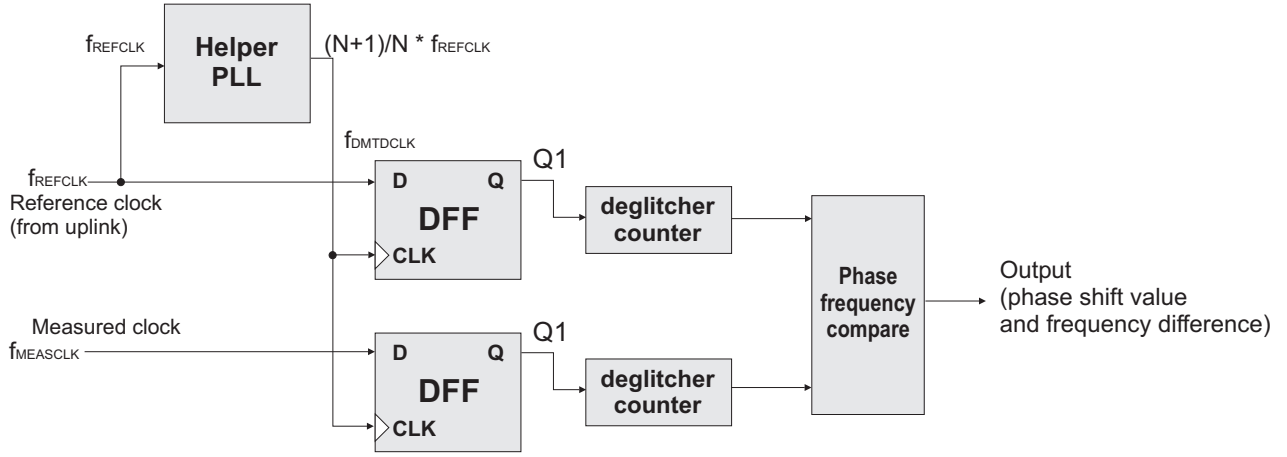 fREFCLK
Helper
PLL
(N+1)/N * fREFCLK
fDMTDCLK
fREFCLK
Reference clock
(from uplink)
D
Q
DFF
CLK
Q1
deglitcher
counter
Measured clock
fMEASCLK
D
Q
DFF
CLK
Q1
deglitcher
counter
Phase
frequency
compare
Output
(phase shift value
and frequency difference)